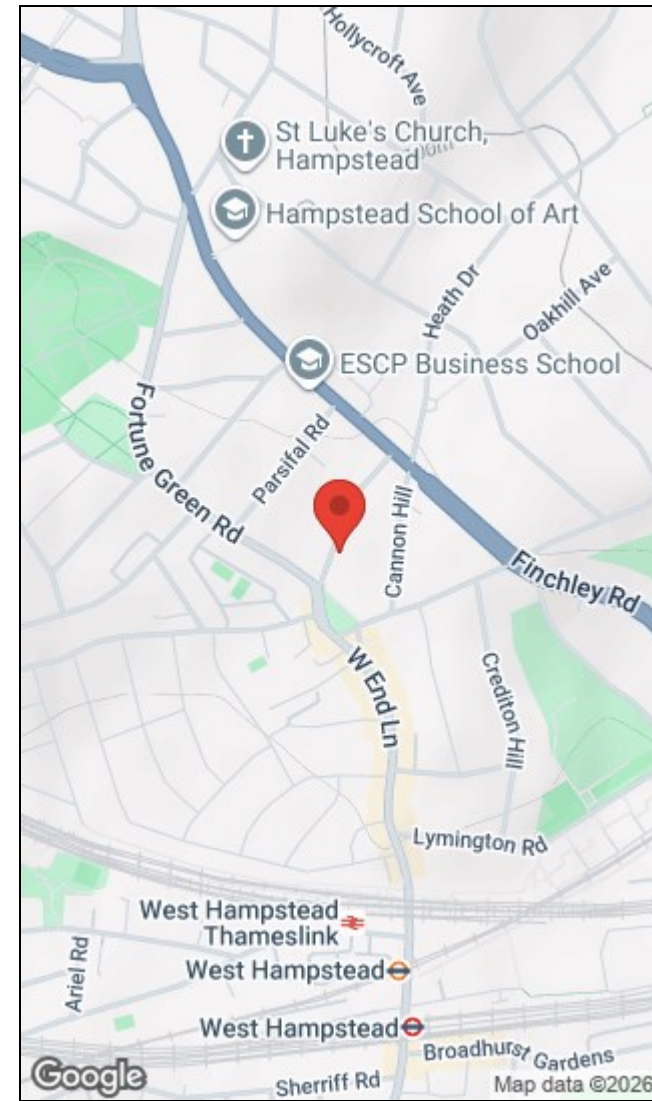 Hollycroft Ave
St Luke's Church,
Hampstead
Hampstead School of Art
Heath Dr
Oakhill Ave
ESCP Business School
Fortune Green Rd
Parsifal Rd
Cannon Hill
Finchley Rd
W End Ln
Crediton Hill
Lymington Rd
West Hampstead
Thameslink
Ariel Rd
West Hampstead
West Hampstead
Broadhurst Gardens
Sherriff Rd
Google
Map data ©2026